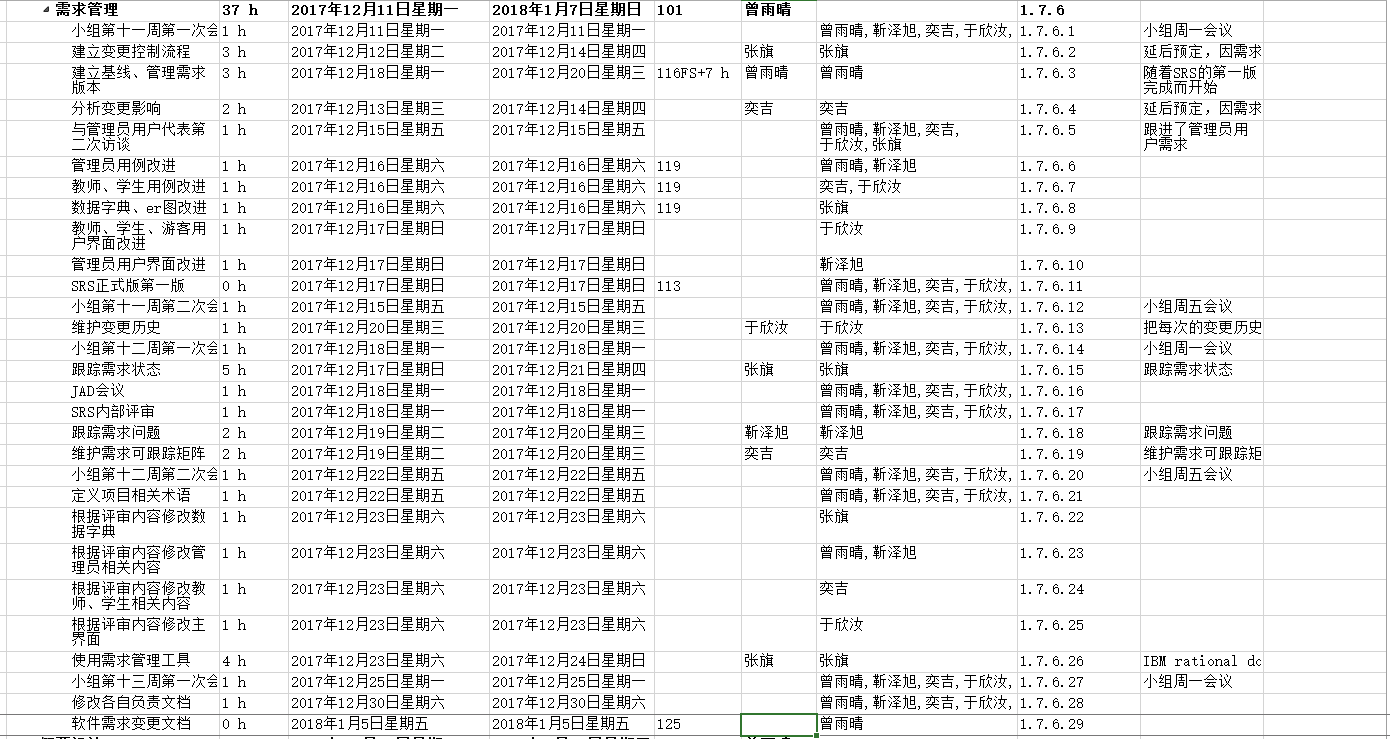 需求管理 37 h 2017年12月11日星期一 2018年1月7日星期日 101 曾雨晴 1.7.6
小组第十一周第一次会 1 h 2017年12月11日星期一 2017年12月11日星期一 曾雨晴,靳泽旭,奕吉,于欣汝, 1.7.6.1 小组周一会议
建立变更控制流程 3 h 2017年12月12日星期二 2017年12月14日星期四 张旗 张旗 1.7.6.2 延后预定，因需求
建立基线、管理需求 3 h 2017年12月18日星期一 2017年12月20日星期三 116FS+7 h 曾雨晴 曾雨晴 1.7.6.3 随着SRS的第一版
版本 完成而开始
分析变更影响 2 h 2017年12月13日星期三 2017年12月14日星期四 奕吉 奕吉 1.7.6.4 延后预定，因需求
与管理员用户代表第 1 h 2017年12月15日星期五 2017年12月15日星期五 曾雨晴,靳泽旭,奕吉, 1.7.6.5 跟进了管理员用
二次访谈 于欣汝,张旗 户需求
管理员用例改进 1 h 2017年12月16日星期六 2017年12月16日星期六 119 曾雨晴,靳泽旭 1.7.6.6
教师、学生用例改进 1 h 2017年12月16日星期六 2017年12月16日星期六 119 奕吉,于欣汝 1.7.6.7
数据字典、er图改进 1 h 2017年12月16日星期六 2017年12月16日星期六 119 张旗 1.7.6.8
教师、学生、游客用 1 h 2017年12月17日星期日 2017年12月17日星期日 于欣汝 1.7.6.9
户界面改进
管理员用户界面改进 1 h 2017年12月17日星期日 2017年12月17日星期日 靳泽旭 1.7.6.10
SRS正式版第一版 0 h 2017年12月17日星期日 2017年12月17日星期日 113 曾雨晴,靳泽旭,奕吉,于欣汝, 1.7.6.11
小组第十一周第二次会 1 h 2017年12月15日星期五 2017年12月15日星期五 曾雨晴,靳泽旭,奕吉,于欣汝, 1.7.6.12 小组周五会议
维护变更历史 1 h 2017年12月20日星期三 2017年12月20日星期三 于欣汝 于欣汝 1.7.6.13 把每次的变更历史
小组第十二周第一次会 1 h 2017年12月18日星期一 2017年12月18日星期一 曾雨晴,靳泽旭,奕吉,于欣汝, 1.7.6.14 小组周一会议
跟踪需求状态 5 h 2017年12月17日星期日 2017年12月21日星期四 张旗 张旗 1.7.6.15 跟踪需求状态
JAD会议 1 h 2017年12月18日星期一 2017年12月18日星期一 曾雨晴,靳泽旭,奕吉,于欣汝, 1.7.6.16
SRS内部评审 1 h 2017年12月18日星期一 2017年12月18日星期一 曾雨晴,靳泽旭,奕吉,于欣汝, 1.7.6.17
跟踪需求问题 2 h 2017年12月19日星期二 2017年12月20日星期三 靳泽旭 靳泽旭 1.7.6.18 跟踪需求问题
维护需求可跟踪矩阵 2 h 2017年12月19日星期二 2017年12月20日星期三 奕吉 奕吉 1.7.6.19 维护需求可跟踪矩
小组第十二周第二次会 1 h 2017年12月22日星期五 2017年12月22日星期五 曾雨晴,靳泽旭,奕吉,于欣汝, 1.7.6.20 小组周五会议
定义项目相关术语 1 h 2017年12月22日星期五 2017年12月22日星期五 曾雨晴,靳泽旭,奕吉,于欣汝, 1.7.6.21
根据评审内容修改数 1 h 2017年12月23日星期六 2017年12月23日星期六 张旗 1.7.6.22
据字典
根据评审内容修改管 1 h 2017年12月23日星期六 2017年12月23日星期六 曾雨晴,靳泽旭 1.7.6.23
理员相关内容
根据评审内容修改教 1 h 2017年12月23日星期六 2017年12月23日星期六 奕吉 1.7.6.24
师、学生相关内容
根据评审内容修改主 1 h 2017年12月23日星期六 2017年12月23日星期六 于欣汝 1.7.6.25
界面
使用需求管理工具 4 h 2017年12月23日星期六 2017年12月24日星期日 张旗 张旗 1.7.6.26 IBM rational do
小组第十三周第一次会 1 h 2017年12月25日星期一 2017年12月25日星期一 曾雨晴,靳泽旭,奕吉,于欣汝, 1.7.6.27 小组周一会议
修改各自负责文档 1 h 2017年12月30日星期六 2017年12月30日星期六 曾雨晴,靳泽旭,奕吉,于欣汝, 1.7.6.28
软件需求变更文档 0 h 2018年1月5日星期五 2018年1月5日星期五 125 曾雨晴 1.7.6.29